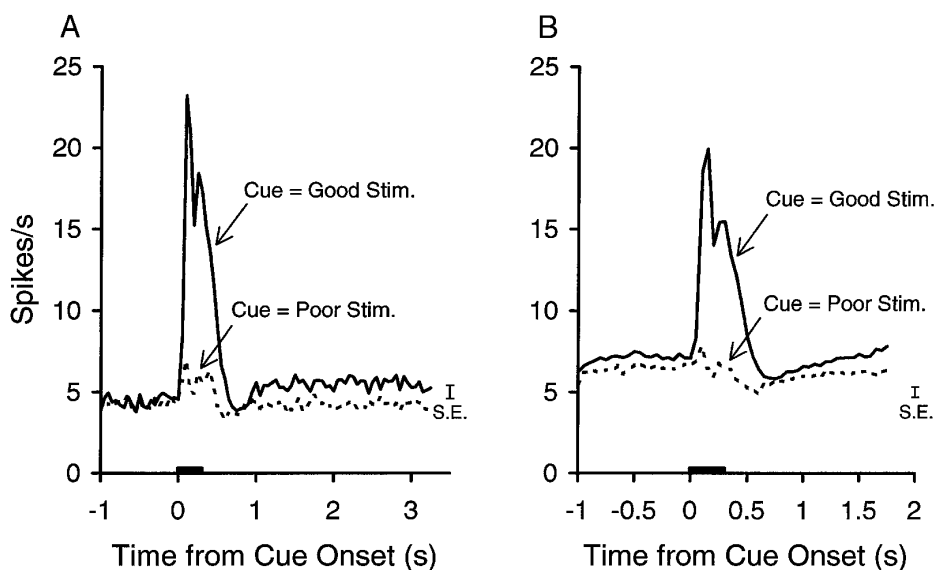 A
25
20
15
10
5
0
Spikes/s
Cue = Good Stim.
Cue = Poor Stim.
S.E.
-1 0 1 2 3
Time from Cue Onset (s)
B
25
20
15
10
5
0
Cue = Good Stim.
Cue = Poor Stim.
S.E.
-1 -0.5 0 0.5 1 1.5 2
Time from Cue Onset (s)